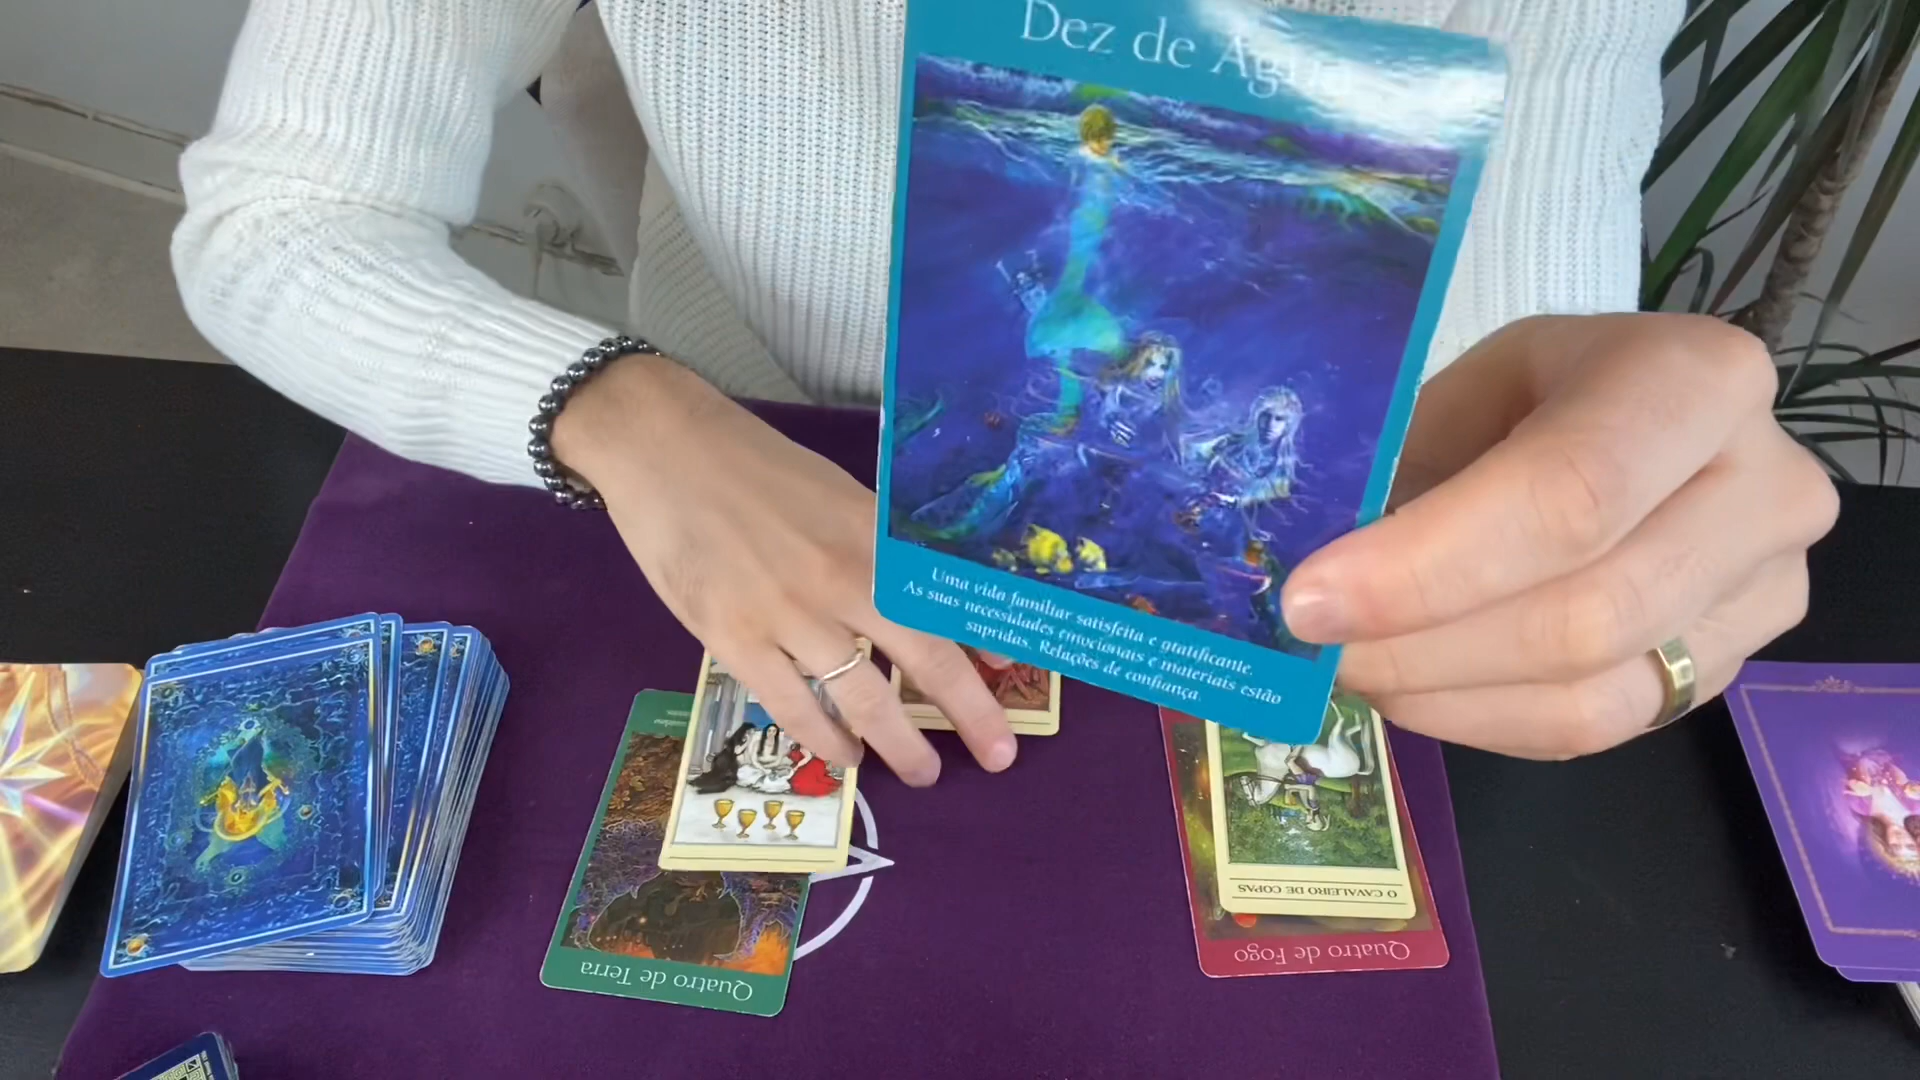 Dez de Água
Uma vida familiar satisfeita e gratificante.
As suas necessidades emocionais e materiais estão
supridas. Relações de confiança.
O CAVALEIRO DE COPAS
Quatro de Terra
Quatro de Fogo